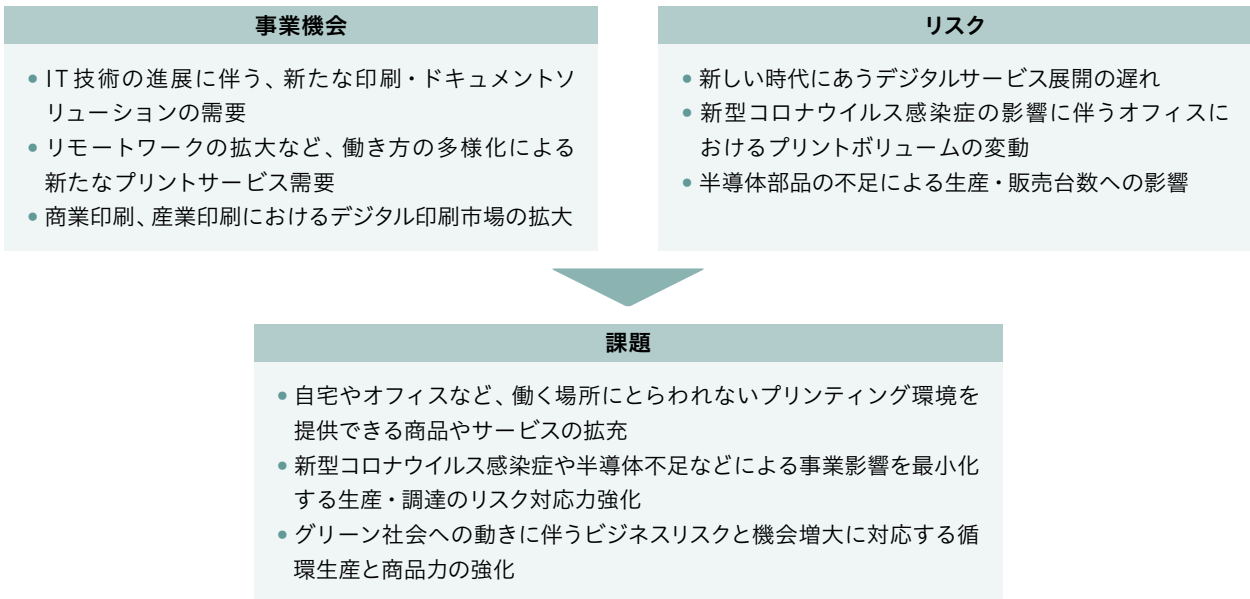 事業機会
• IT技術の進展に伴う、新たな印刷・ドキュメントソ
リューションの需要
• リモートワークの拡大など、働き方の多様化による
新たなプリントサービス需要
• 商業印刷、産業印刷におけるデジタル印刷市場の拡大
リスク
• 新しい時代にあうデジタルサービス展開の遅れ
• 新型コロナウイルス感染症の影響に伴うオフィスに
おけるプリントボリュームの変動
• 半導体部品の不足による生産・販売台数への影響
課題
• 自宅やオフィスなど、働く場所にとらわれないプリンティング環境を
提供できる商品やサービスの拡充
• 新型コロナウイルス感染症や半導体不足などによる事業影響を最小化
する生産・調達のリスク対応力強化
• グリーン社会への動きに伴うビジネスリスクと機会増大に対応する循
環生産と商品力の強化